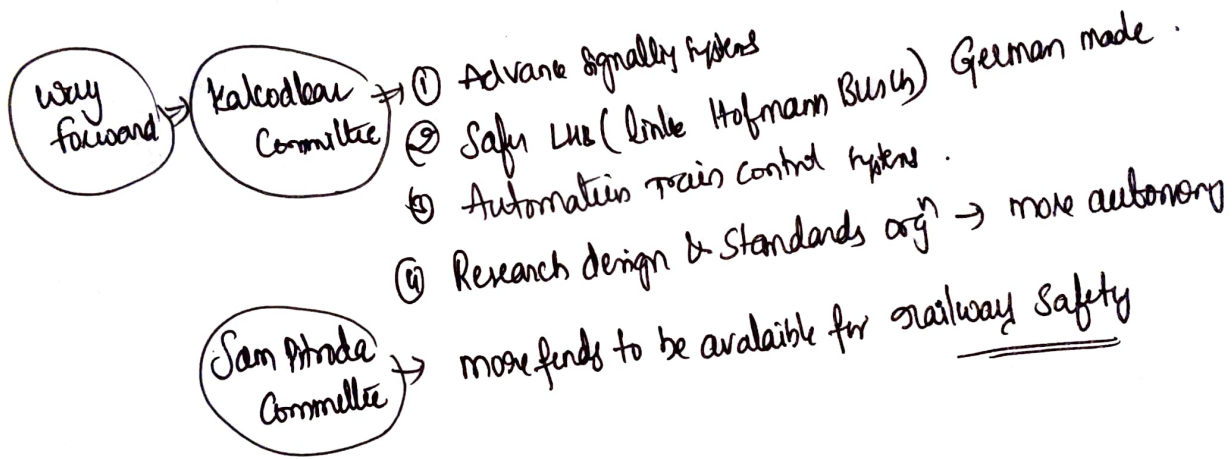 way forward → Kakodkar Committee → ① Advance signally systems
② Safer LHB (linke Hofmann Busch) German made.
③ Automation train control systems.
④ Research design & Standards orgⁿ → more autonomy
Sam Pitroda Committee → more funds to be avalaible for railway safety